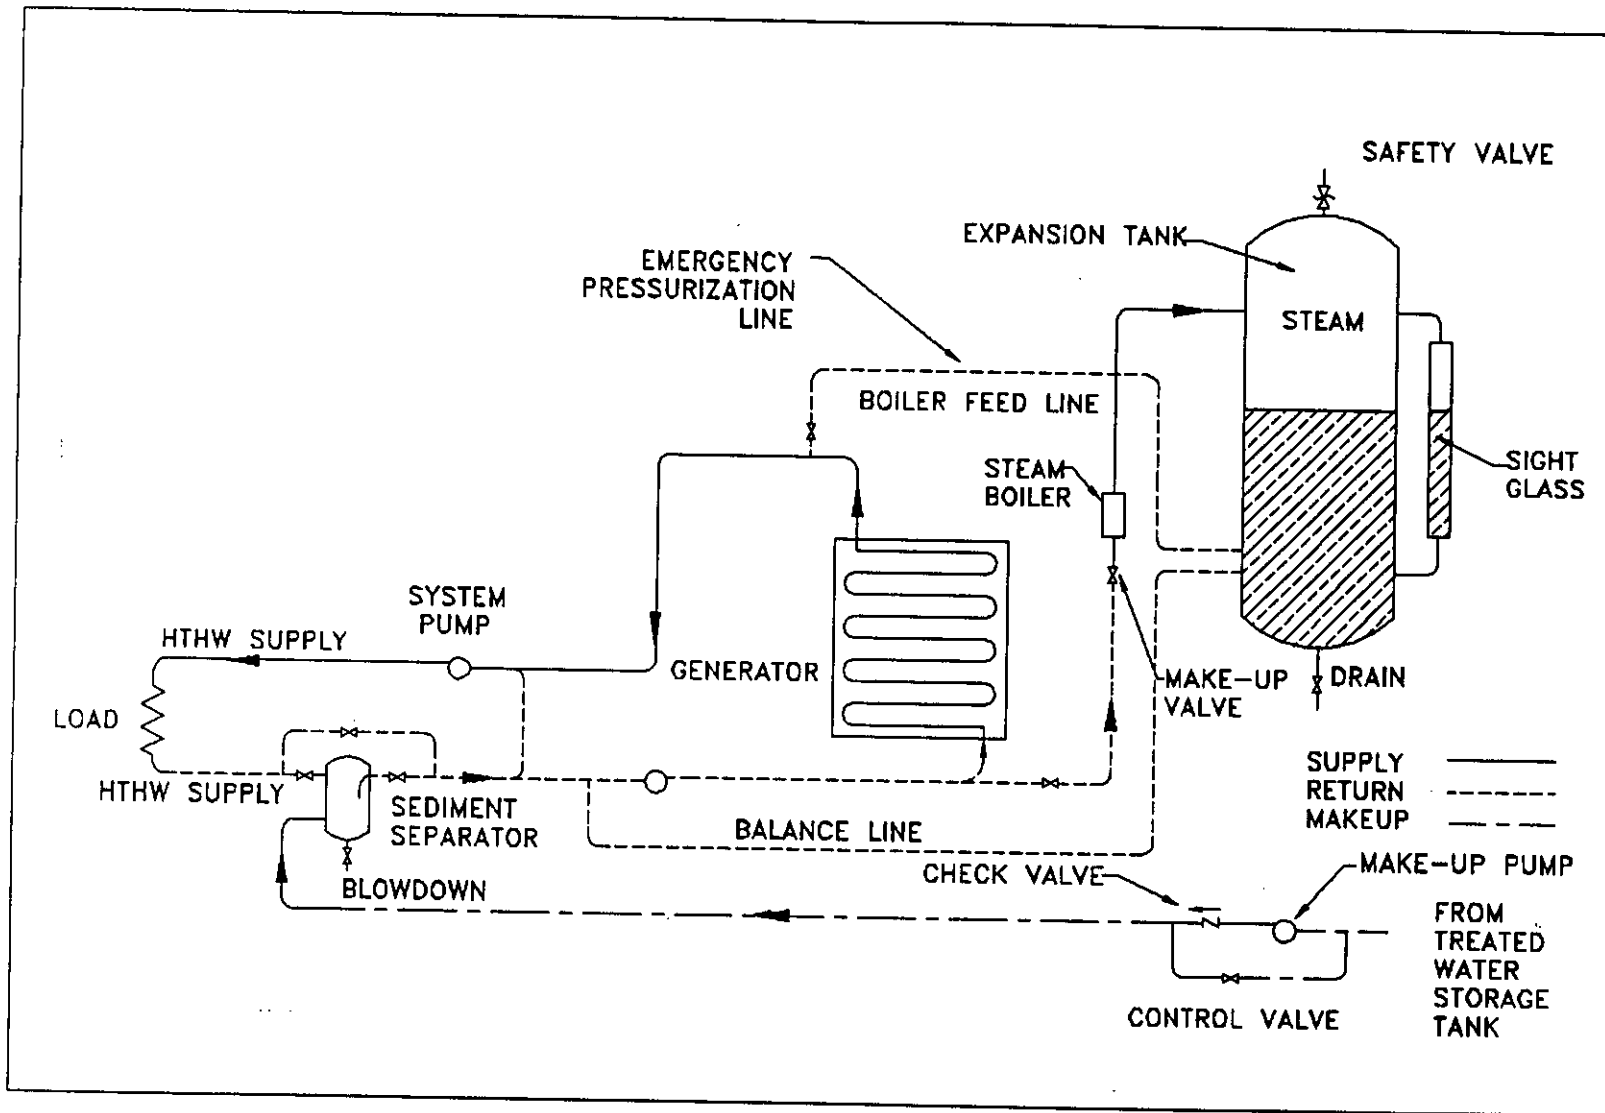 SAFETY VALVE
EXPANSION TANK
EMERGENCY
PRESSURIZATION
LINE
STEAM
BOILER FEED LINE
STEAM
BOILER
SIGHT
GLASS
SYSTEM
PUMP
HTHW SUPPLY
GENERATOR
MAKE-UP
VALVE
DRAIN
LOAD
HTHW SUPPLY
SEDIMENT
SEPARATOR
BALANCE LINE
SUPPLY
RETURN
MAKEUP
BLOWDOWN
CHECK VALVE
MAKE-UP PUMP
FROM
TREATED
WATER
STORAGE
TANK
CONTROL VALVE